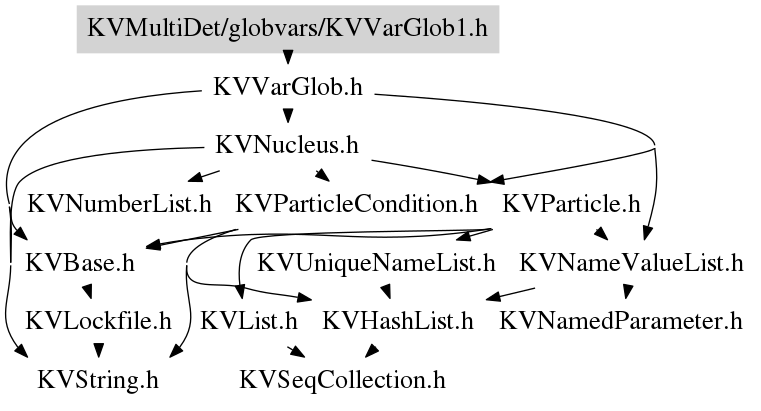 KVMultiDet/globvars/KVVarGlob1.h
KVVarGlob.h
KVNucleus.h
KVNumberList.h
KVParticleCondition.h
KVParticle.h
KVBase.h
KVUniqueNameList.h
KVNameValueList.h
KVLockfile.h
KVList.h
KVHashList.h
KVNamedParameter.h
KVString.h
KVSeqCollection.h